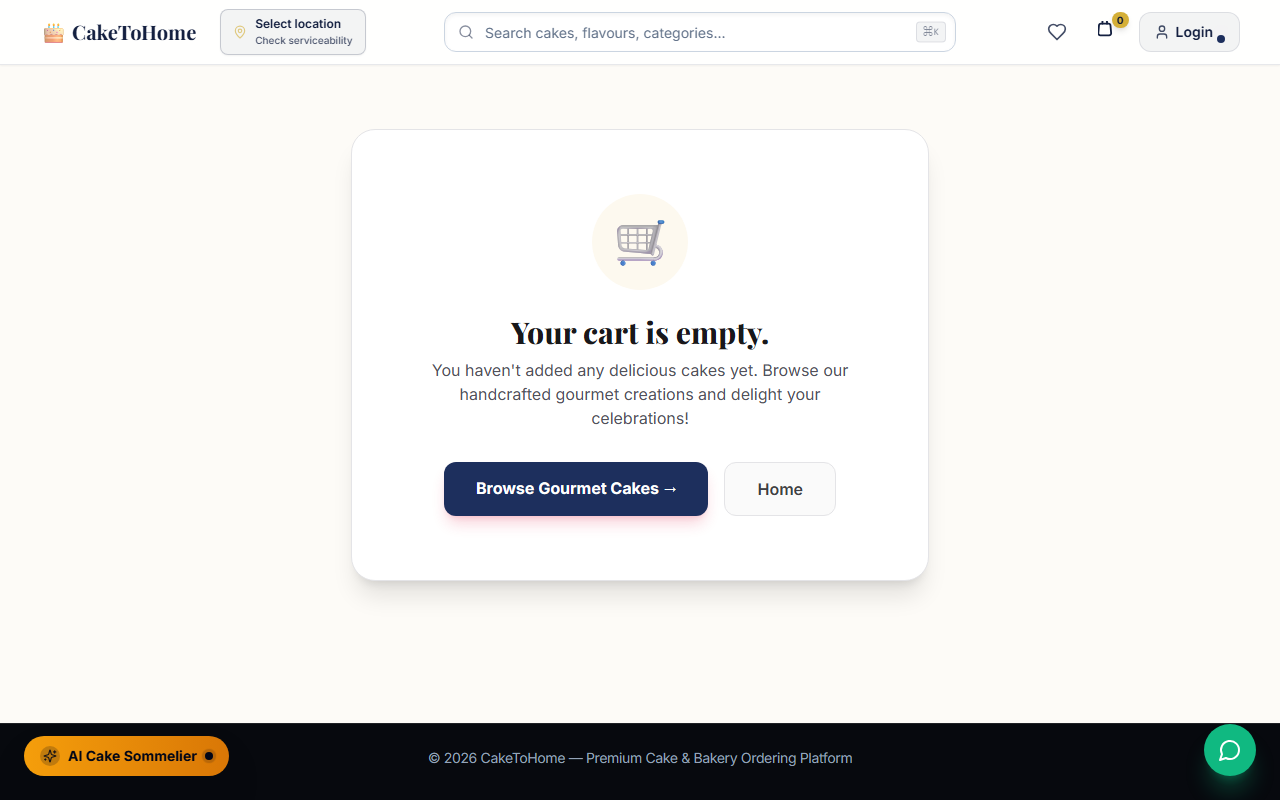 CakeToHome
Select location
Check serviceability
Search cakes, flavours, categories...
⌘K
0
Login
Your cart is empty.
You haven't added any delicious cakes yet. Browse our
handcrafted gourmet creations and delight your
celebrations!
Browse Gourmet Cakes →
Home
AI Cake Sommelier
© 2026 CakeToHome — Premium Cake & Bakery Ordering Platform